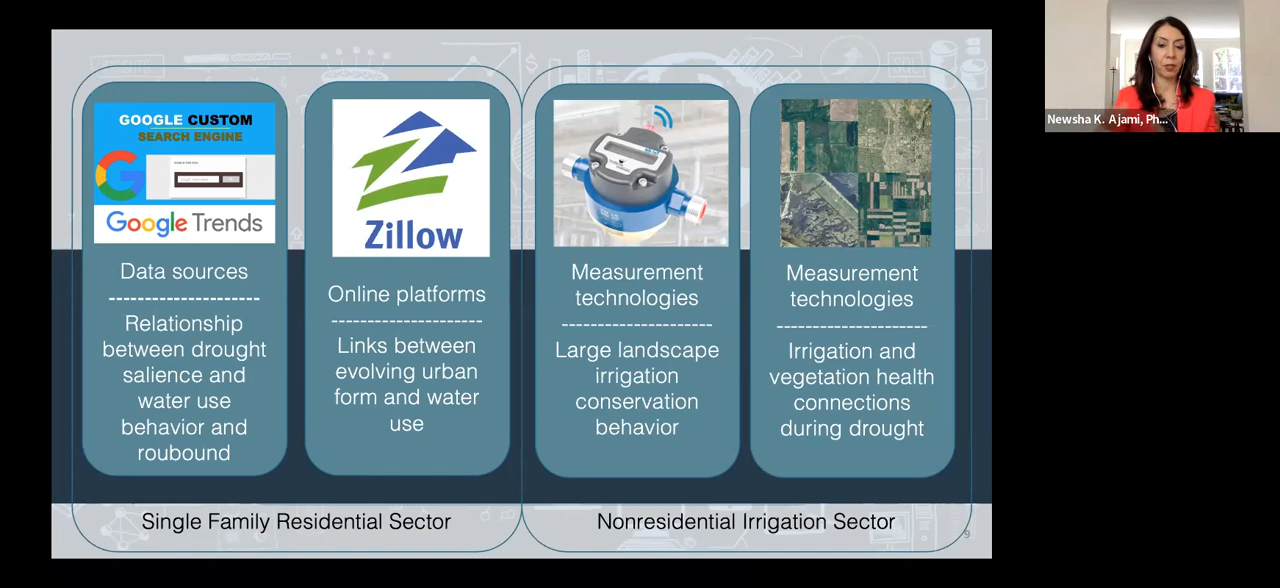 GOOGLE CUSTOM
SEARCH ENGINE
Google Trends
Data sources
---------------------
Relationship
between drought
salience and
water use
behavior and
roubound
Zillow
Online platforms
---------------------
Links between
evolving urban
form and water
use
Measurement
technologies
---------------------
Large landscape
irrigation
conservation
behavior
Measurement
technologies
---------------------
Irrigation and
vegetation health
connections
during drought
Single Family Residential Sector
Nonresidential Irrigation Sector
9
Newsha K. Ajami, Ph...